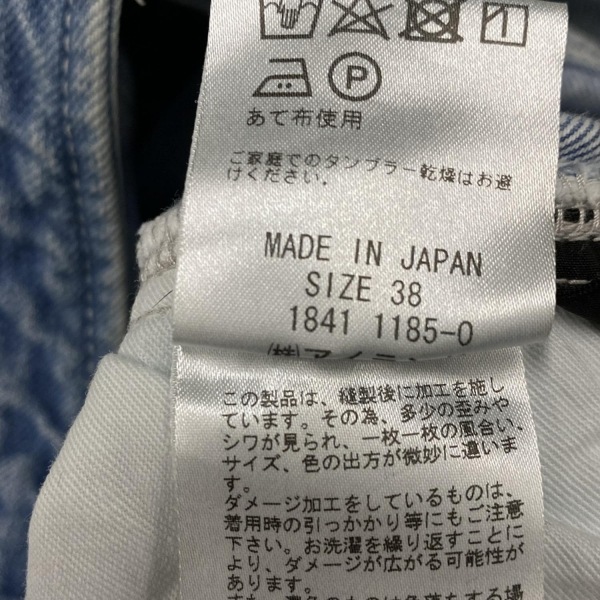 P
あて布使用
ご家庭でのタンブラー乾燥はお避
けください。
MADE IN JAPAN
SIZE 38
1841 1185-0
この製品は、縫製後に加工を施し
ています。その為、多少の歪みや
シワが見られ、一枚一枚の風合い、
サイズ、色の出方が微妙に違いま
す。
ダメージ加工をしているものは、
着用時の引っかかり等にもご注意
下さい。お洗濯を繰り返すことに
より、ダメージが広がる可能性が
あります。